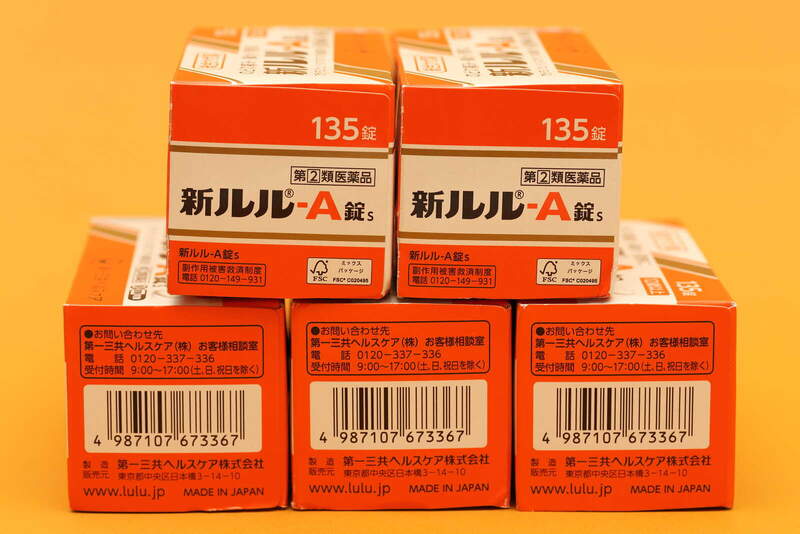 新ルル-A錠s
135錠
指②類医薬品
新ルル®-A錠s
新ルル-A錠s
副作用被害救済制度
電話 0120-149-931
FSC
ミックス
パッケージ
FSC® C020495
135錠
指②類医薬品
新ルル®-A錠s
新ルル-A錠s
副作用被害救済制度
電話 0120-149-931
FSC
ミックス
パッケージ
FSC® C020495
135錠
●お問い合わせ先
第一三共ヘルスケア(株) お客様相談室
電話 0120-337-336
受付時間 9:00~17:00(土、日、祝日を除く)
4 987107 673367
製造販売元 第一三共ヘルスケア株式会社
東京都中央区日本橋3-14-10
www.lulu.jp MADE IN JAPAN
●お問い合わせ先
第一三共ヘルスケア(株) お客様相談室
電話 0120-337-336
受付時間 9:00~17:00(土、日、祝日を除く)
4 987107 673367
製造販売元 第一三共ヘルスケア株式会社
東京都中央区日本橋3-14-10
www.lulu.jp MADE IN JAPAN
●お問い合わせ先
第一三共ヘルスケア(株) お客様相談室
電話 0120-337-336
受付時間 9:00~17:00(土、日、祝日を除く)
4 987107 673367
製造販売元 第一三共ヘルスケア株式会社
東京都中央区日本橋3-14-10
www.lulu.jp MADE IN JAPAN